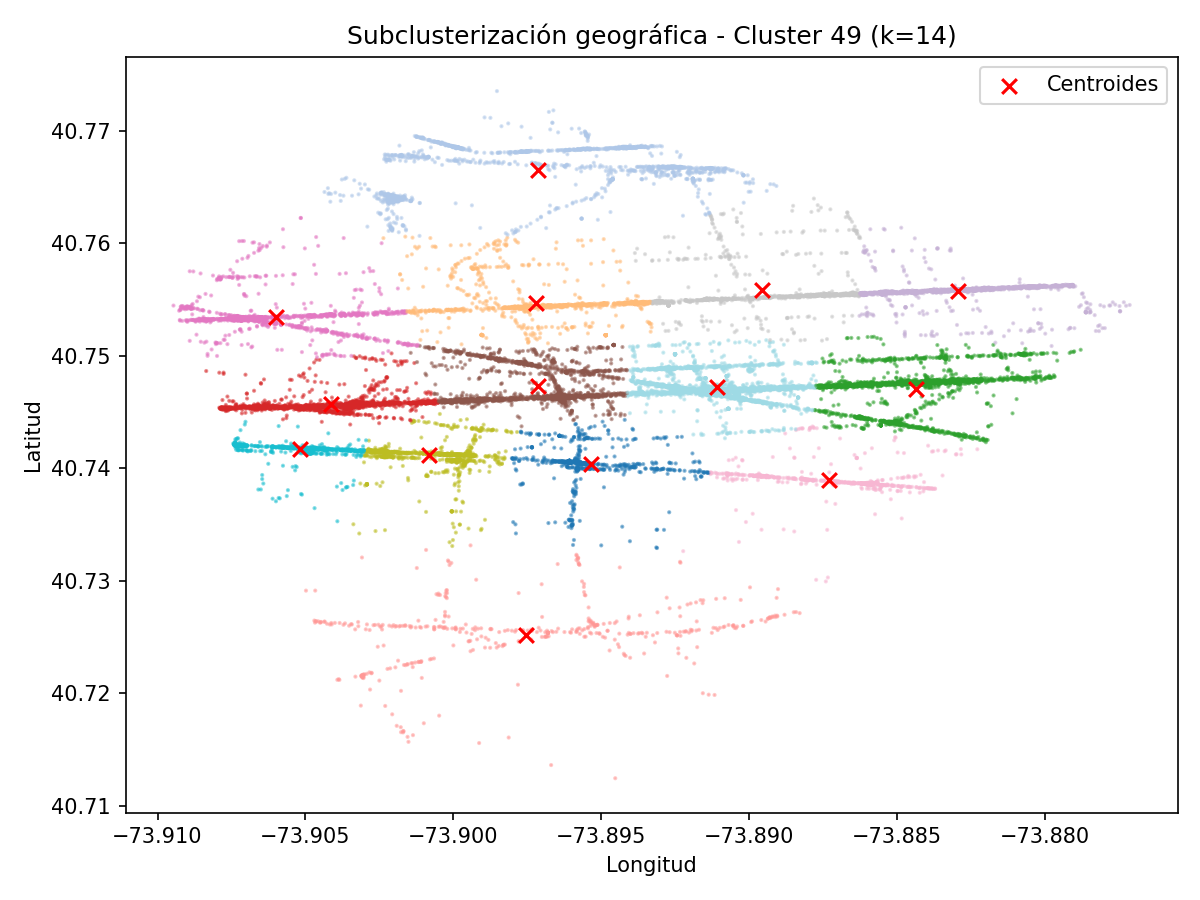 Subclusterización geográfica - Cluster 49 (k=14)
Centroides
40.77
40.76
40.75
40.74
40.73
40.72
40.71
Latitud
−73.910 −73.905 −73.900 −73.895 −73.890 −73.885 −73.880
Longitud